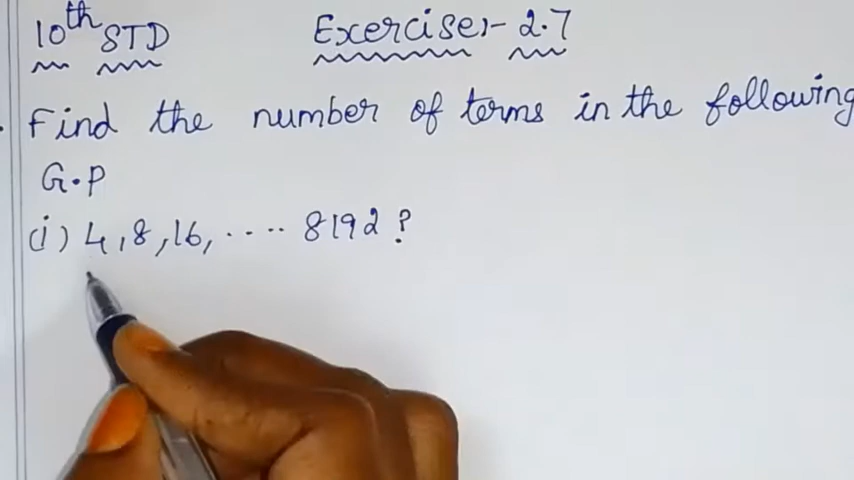 10th STD Exercise:- 2.7
Find the number of terms in the following
G.P
(i) 4, 8, 16, ..... 8192 ?